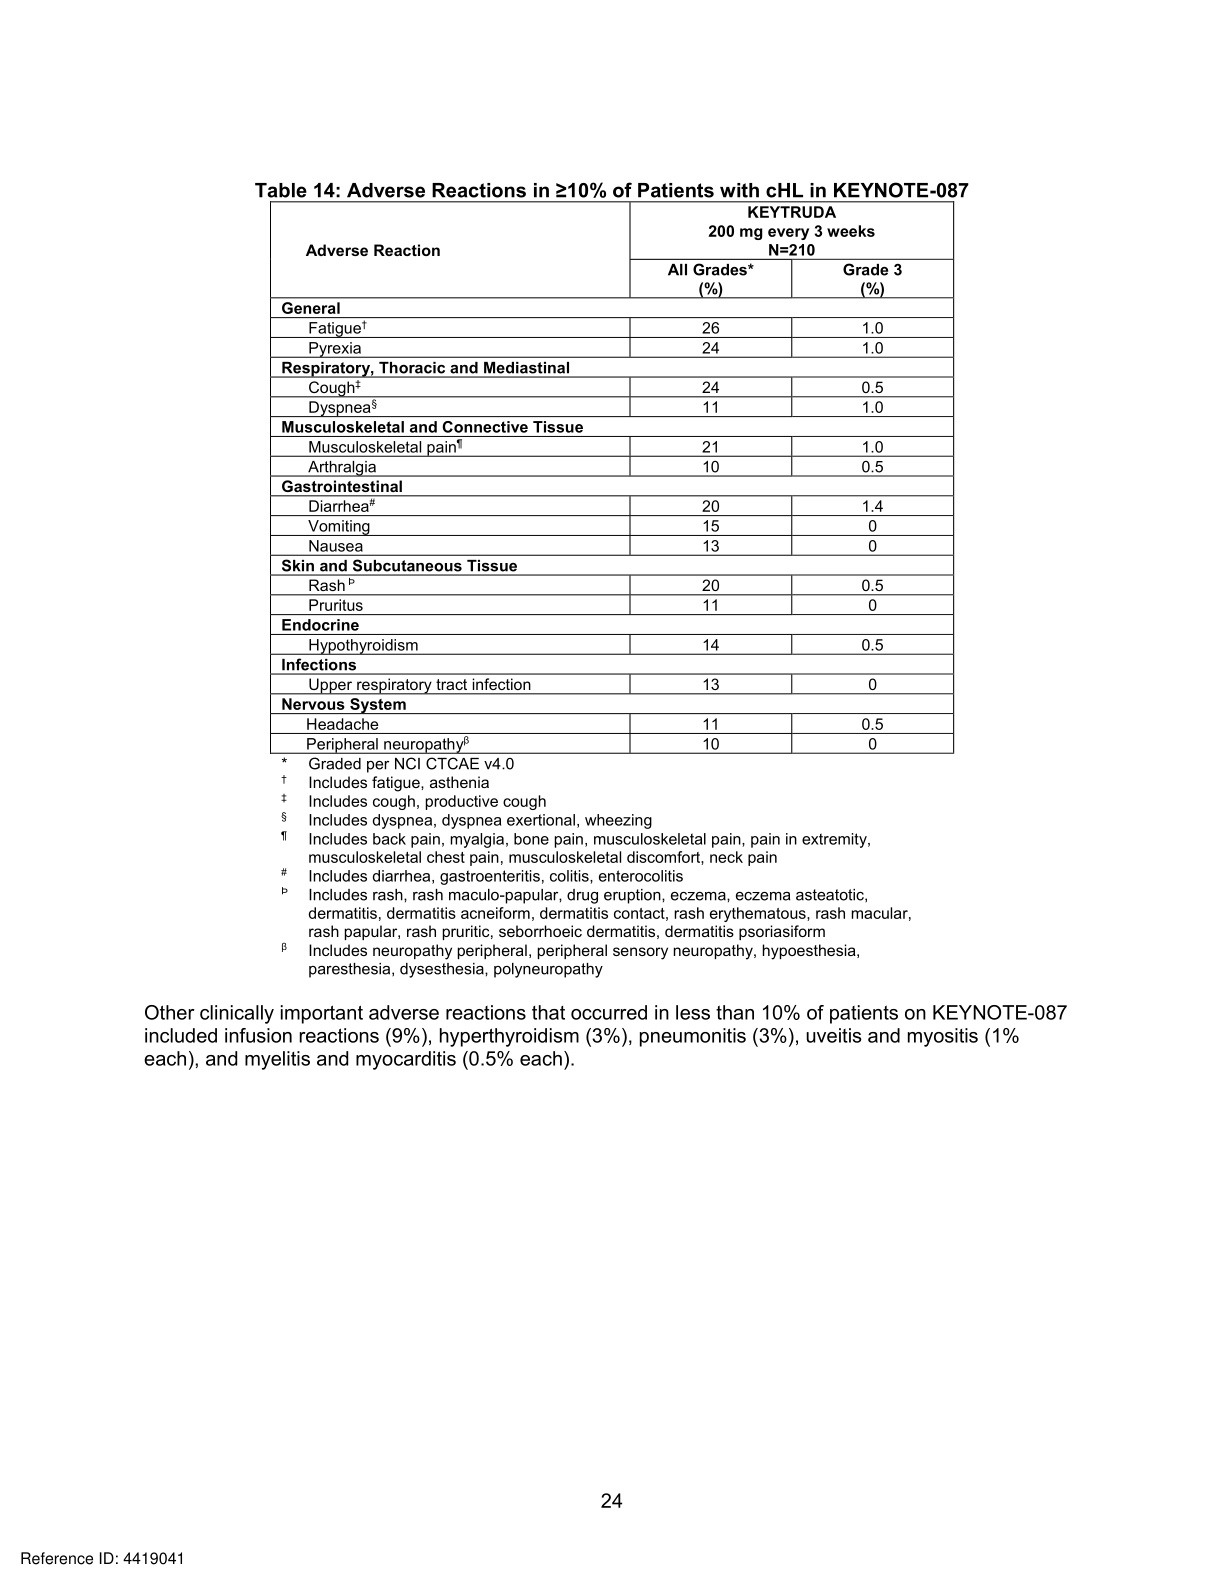 Table 14: Adverse Reactions in ≥10% of Patients with cHL in KEYNOTE-087
Adverse Reaction
KEYTRUDA
200 mg every 3 weeks
N=210
All Grades* Grade 3
(%) (%)
General
Fatigue† 26 1.0
Pyrexia 24 1.0
Respiratory, Thoracic and Mediastinal
Cough‡ 24 0.5
Dyspnea§ 11 1.0
Musculoskeletal and Connective Tissue
Musculoskeletal pain¶ 21 1.0
Arthralgia 10 0.5
Gastrointestinal
Diarrhea# 20 1.4
Vomiting 15 0
Nausea 13 0
Skin and Subcutaneous Tissue
Rash Þ 20 0.5
Pruritus 11 0
Endocrine
Hypothyroidism 14 0.5
Infections
Upper respiratory tract infection 13 0
Nervous System
Headache 11 0.5
Peripheral neuropathyβ 10 0
* Graded per NCI CTCAE v4.0
† Includes fatigue, asthenia
‡ Includes cough, productive cough
§ Includes dyspnea, dyspnea exertional, wheezing
¶ Includes back pain, myalgia, bone pain, musculoskeletal pain, pain in extremity,
musculoskeletal chest pain, musculoskeletal discomfort, neck pain
# Includes diarrhea, gastroenteritis, colitis, enterocolitis
Þ Includes rash, rash maculo-papular, drug eruption, eczema, eczema asteatotic,
dermatitis, dermatitis acneiform, dermatitis contact, rash erythematous, rash macular,
rash papular, rash pruritic, seborrhoeic dermatitis, dermatitis psoriasiform
β Includes neuropathy peripheral, peripheral sensory neuropathy, hypoesthesia,
paresthesia, dysesthesia, polyneuropathy
Other clinically important adverse reactions that occurred in less than 10% of patients on KEYNOTE-087
included infusion reactions (9%), hyperthyroidism (3%), pneumonitis (3%), uveitis and myositis (1%
each), and myelitis and myocarditis (0.5% each).
24
Reference ID: 4419041